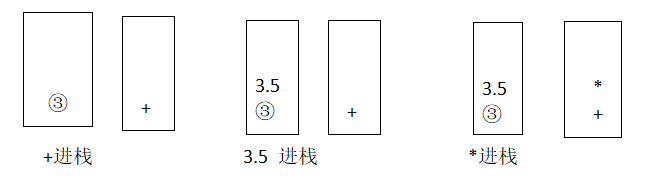 3.5 3.5 *
③ + ③ + ③ +
+进栈 3.5 进栈 *进栈